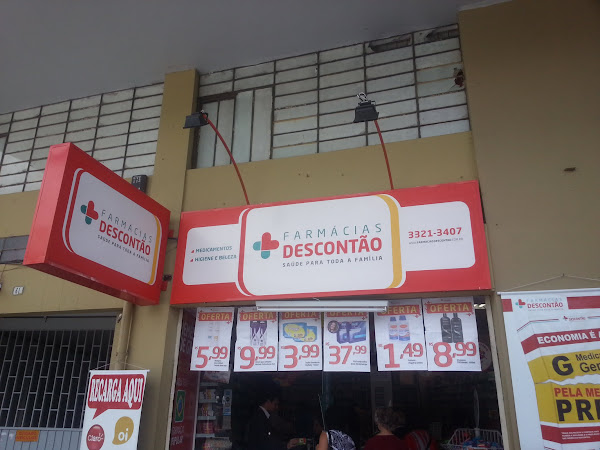 FARMÁCIAS
DESCONTÃO
SAÚDE PARA TODA A FAMÍLIA
MEDICAMENTOS
HIGIENE E BELEZA
FARMÁCIAS
DESCONTÃO
SAÚDE PARA TODA A FAMÍLIA
3321-3407
OFERTA
5,99
OFERTA
9,99
OFERTA
3,99
OFERTA
37,99
OFERTA
1,49
OFERTA
8,99
RECARGA AQUI
Claro
oi
FARMÁCIAS
DESCONTÃO
ECONOMIA É
G
PELA
PRE